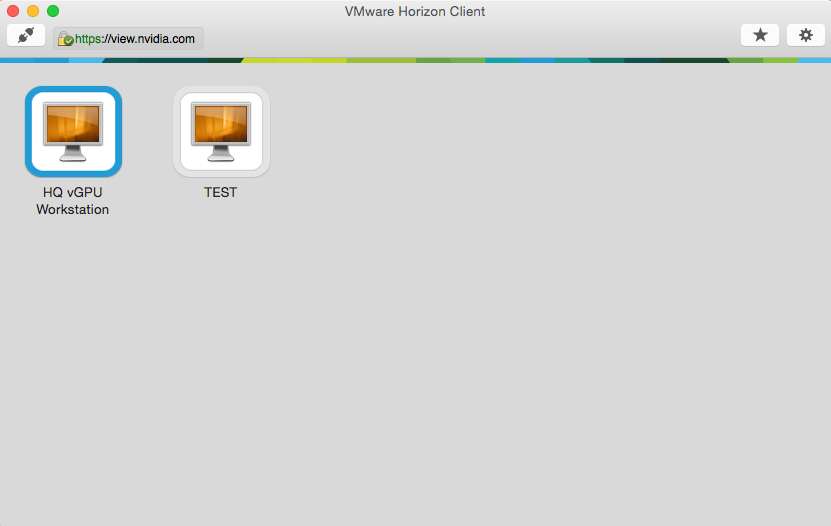 VMware Horizon Client
https://view.nvidia.com
HQ vGPU
Workstation
TEST